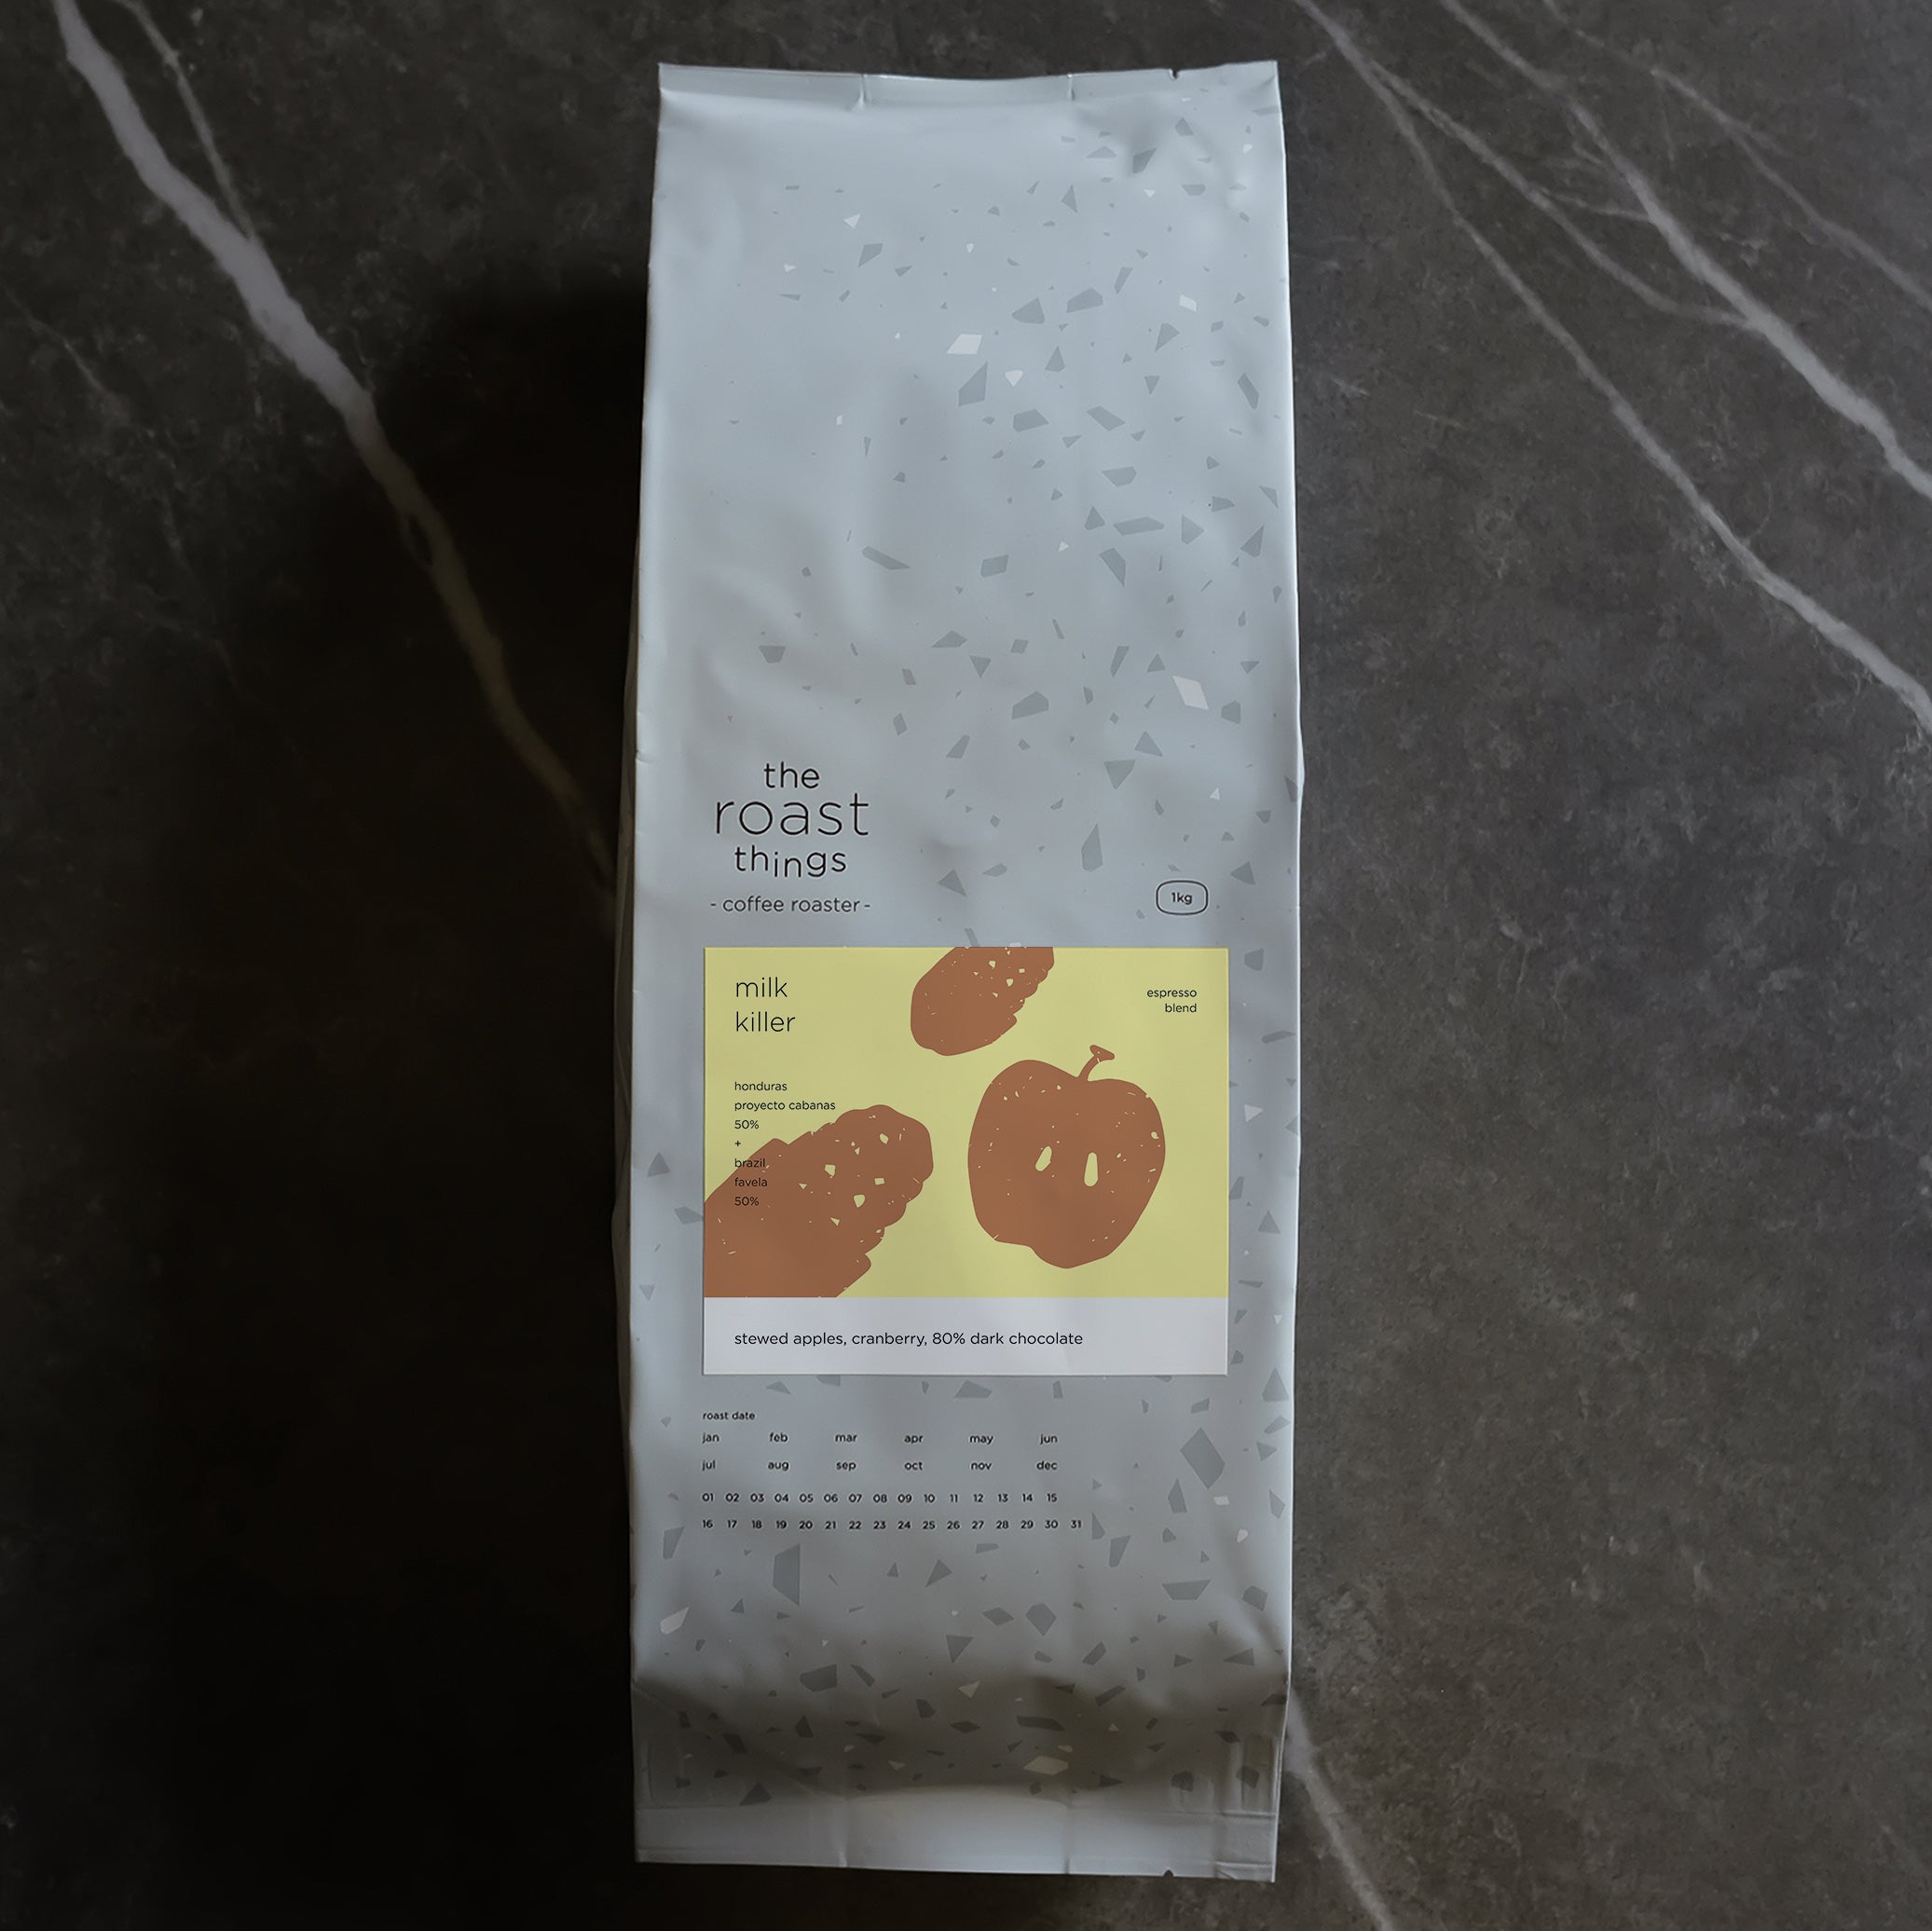 the
roast
things
- coffee roaster -
1kg
milk
killer
espresso
blend
honduras
proyecto cabanas
50%
+
brazil
favela
50%
stewed apples, cranberry, 80% dark chocolate
roast date
jan feb mar apr may jun
jul aug sep oct nov dec
01 02 03 04 05 06 07 08 09 10 11 12 13 14 15
16 17 18 19 20 21 22 23 24 25 26 27 28 29 30 31